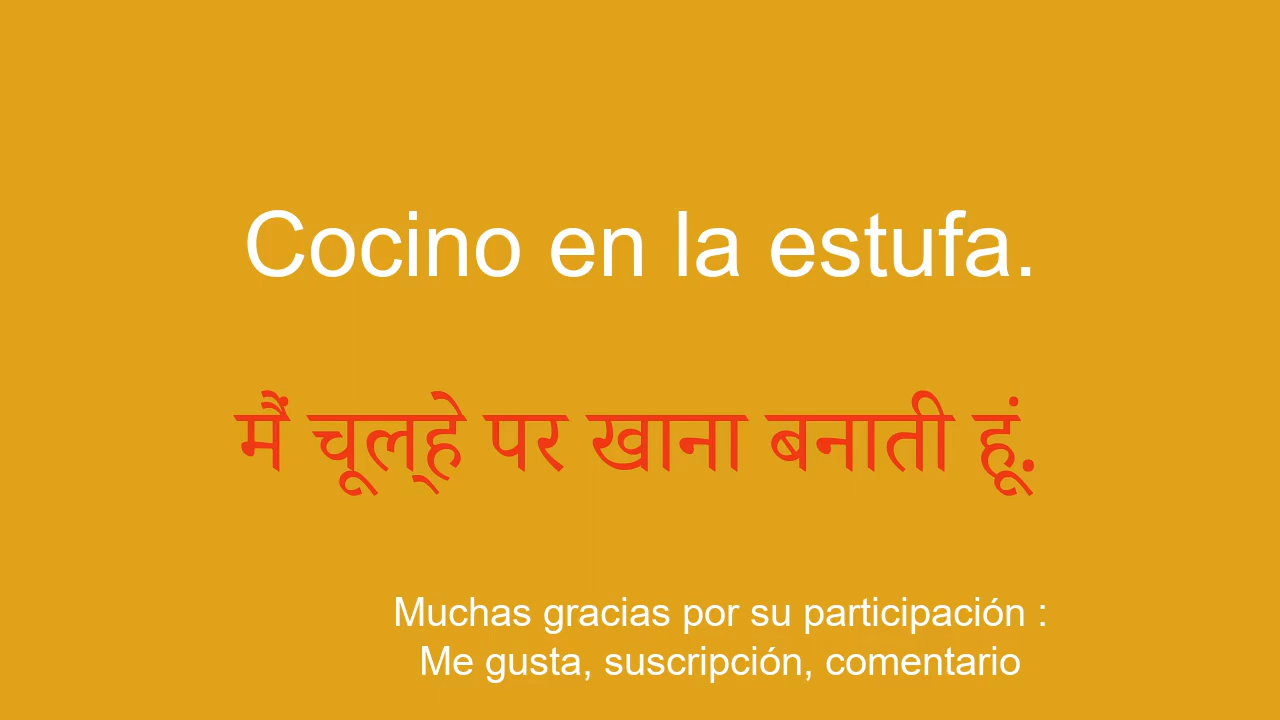 Cocino en la estufa.
मैं चूल्हे पर खाना बनाती हूं.
Muchas gracias por su participación :
Me gusta, suscripción, comentario